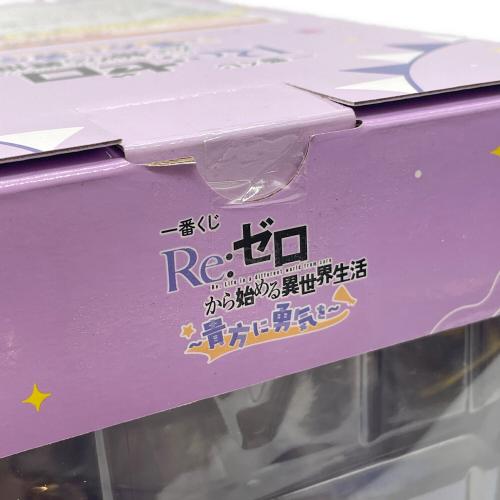 一番くじ
Re:ゼロ
Re: Life in a different world from zero
から始める異世界生活
～貴方に勇気を～